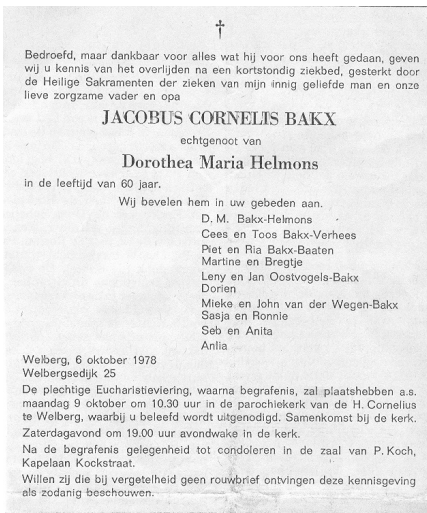 Bedroefd, maar dankbaar voor alles wat hij voor ons heeft gedaan, geven
wij u kennis van het overlijden na een kortstondig ziekbed, gesterkt door
de Heilige Sakramenten der zieken van mijn innig geliefde man en onze
lieve zorgzame vader en opa
JACOBUS CORNELIS BAKX
echtgenoot van
Dorothea Maria Helmons
in de leeftijd van 60 jaar.
Wij bevelen hem in uw gebeden aan.
D. M. Bakx-Helmons
Cees en Toos Bakx-Verhees
Piet en Ria Bakx-Baaten
Martine en Bregtje
Leny en Jan Oostvogels-Bakx
Dorien
Mieke en John van der Wegen-Bakx
Sasja en Ronnie
Seb en Anita
Anlia
Welberg, 6 oktober 1978
Welbergsedijk 25
De plechtige Eucharistieviering, waarna begrafenis, zal plaatshebben a.s.
maandag 9 oktober om 10.30 uur in de parochiekerk van de H. Cornelius
te Welberg, waarbij u beleefd wordt uitgenodigd. Samenkomst bij de kerk.
Zaterdagavond om 19.00 uur avondwake in de kerk.
Na de begrafenis gelegenheid tot condoleren in de zaal van P. Koch,
Kapelaan Kockstraat.
Willen zij die bij vergetelheid geen rouwbrief ontvingen deze kennisgeving
als zodanig beschouwen.